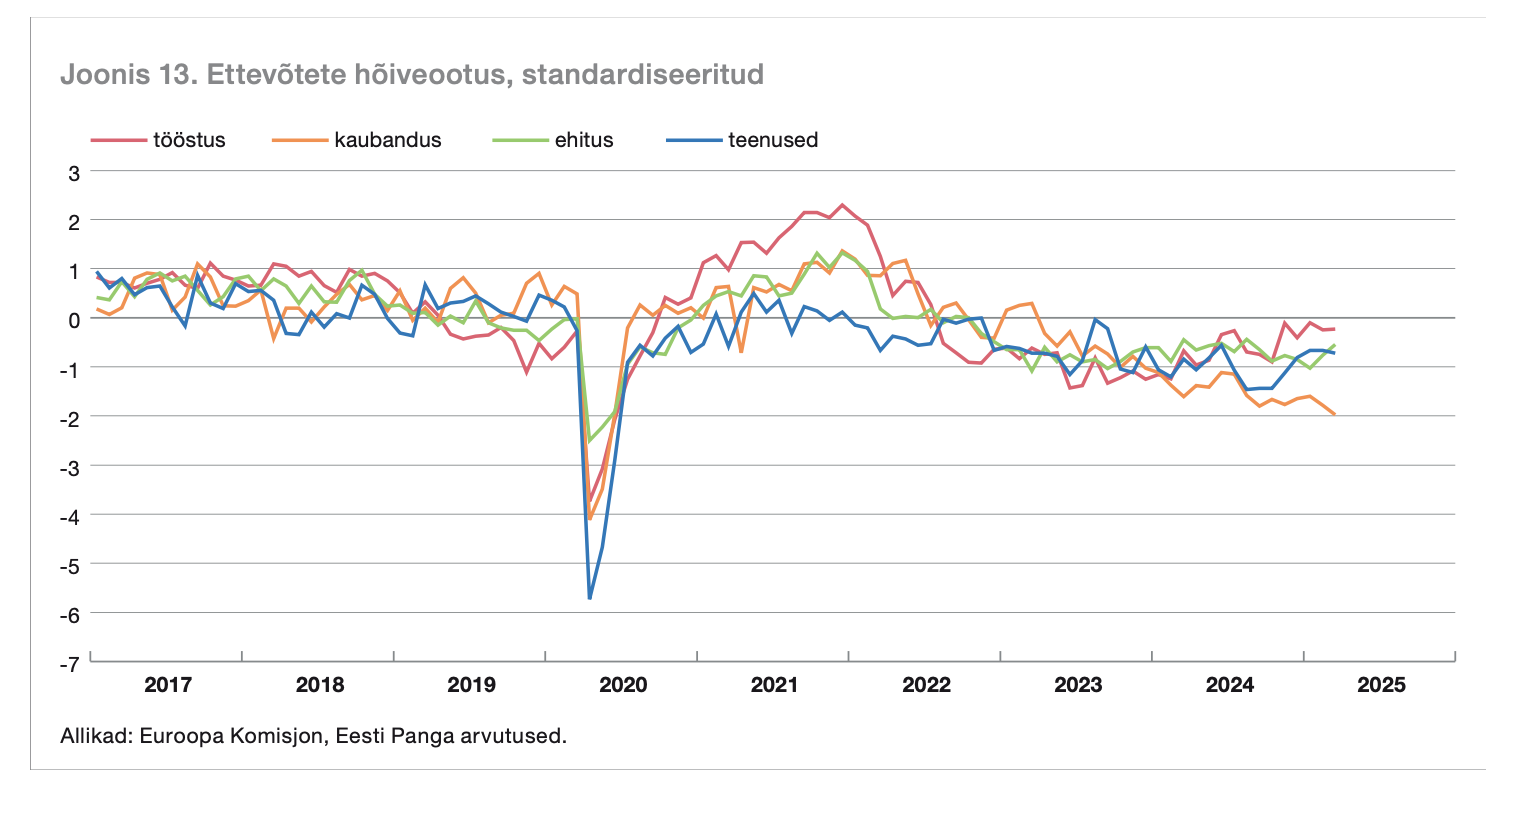 Joonis 13. Ettevõtete hõiveootus, standardiseeritud
tööstus kaubandus ehitus teenused
3
2
1
0
-1
-2
-3
-4
-5
-6
-7
2017 2018 2019 2020 2021 2022 2023 2024 2025
Allikad: Euroopa Komisjon, Eesti Panga arvutused.